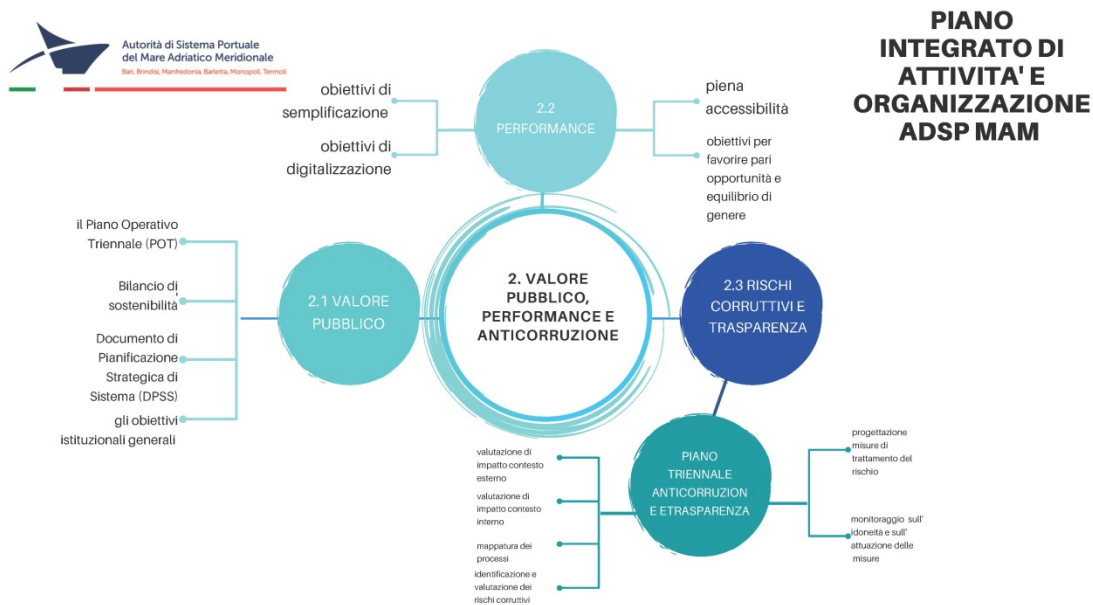 Autorità di Sistema Portuale
del Mare Adriatico Meridionale
Bari, Brindisi, Manfredonia, Barletta, Monopoli, Termoli
PIANO
INTEGRATO DI
ATTIVITA' E
ORGANIZZAZIONE
ADSP MAM
obiettivi di
semplificazione
obiettivi di
digitalizzazione
2.2
PERFORMANCE
piena
accessibilità
obiettivi per
favorire pari
opportunità e
equilibrio di
genere
il Piano Operativo
Triennale (POT)
Bilancio di
sostenibilità
Documento di
Pianificazione
Strategica di
Sistema (DPSS)
gli obiettivi
istituzionali generali
2.1 VALORE
PUBBLICO
2. VALORE
PUBBLICO,
PERFORMANCE E
ANTICORRUZIONE
2.3 RISCHI
CORRUTTIVI E
TRASPARENZA
PIANO
TRIENNALE
ANTICORRUZION
E ETRASPARENZA
valutazione di
impatto contesto
esterno
valutazione di
impatto contesto
interno
mappatura dei
processi
identificazione e
valutazione dei
rischi corruttivi
progettazione
misure di
trattamento del
rischio
monitoraggio sull'
idoneità e sull'
attuazione delle
misure